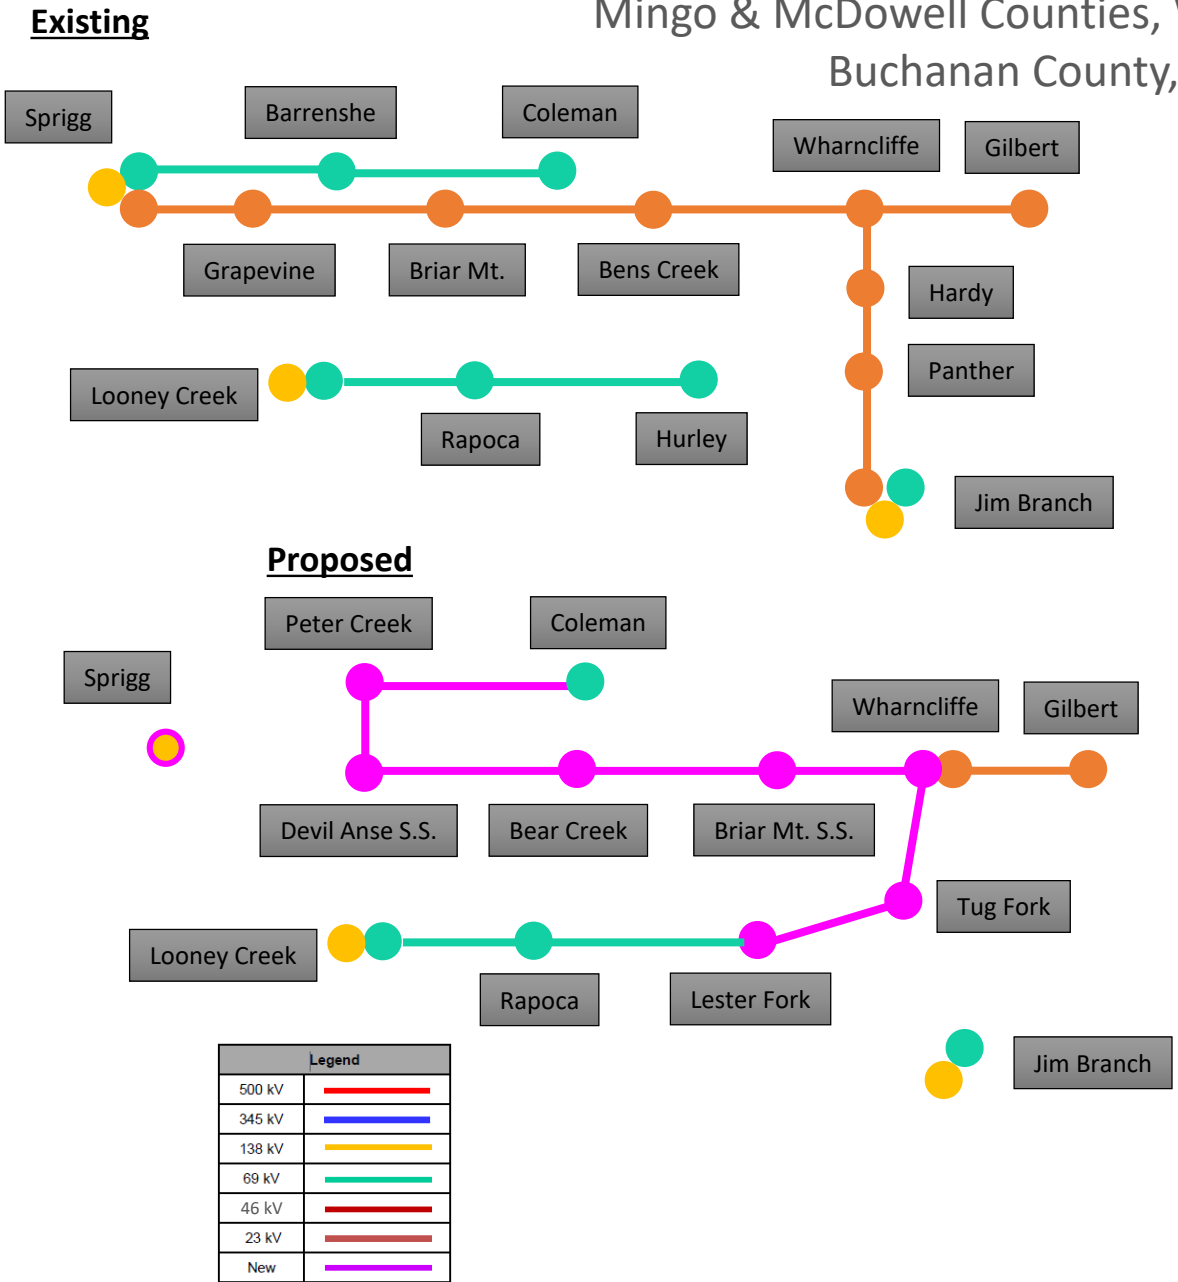 Existing
Mingo & McDowell Counties,
Buchanan County,
Sprigg
Barrenshe
Coleman
Wharncliffe
Gilbert
Grapevine
Briar Mt.
Bens Creek
Hardy
Panther
Looney Creek
Rapoca
Hurley
Jim Branch
Proposed
Peter Creek
Coleman
Sprigg
Wharncliffe
Gilbert
Devil Anse S.S.
Bear Creek
Briar Mt. S.S.
Tug Fork
Looney Creek
Rapoca
Lester Fork
Jim Branch
Legend
500 kV
345 kV
138 kV
69 kV
46 kV
23 kV
New